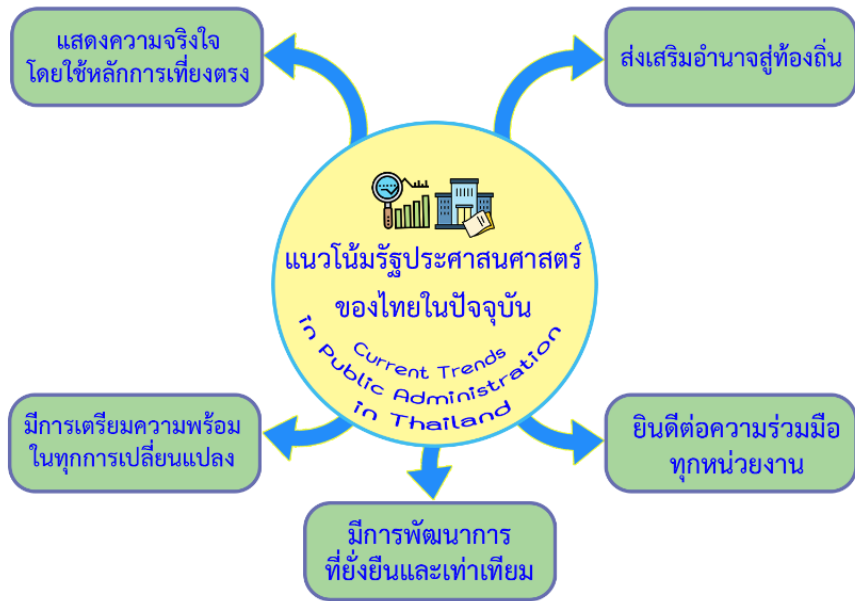 แสดงความจริงใจ
โดยใช้หลักการเที่ยงตรง
ส่งเสริมอำนาจสู่ท้องถิ่น
แนวโน้มรัฐประศาสนศาสตร์
ของไทยในปัจจุบัน
Current Trends
in Public Administration
in Thailand
มีการเตรียมความพร้อม
ในทุกการเปลี่ยนแปลง
ยินดีต่อความร่วมมือ
ทุกหน่วยงาน
มีการพัฒนาการ
ที่ยั่งยืนและเท่าเทียม